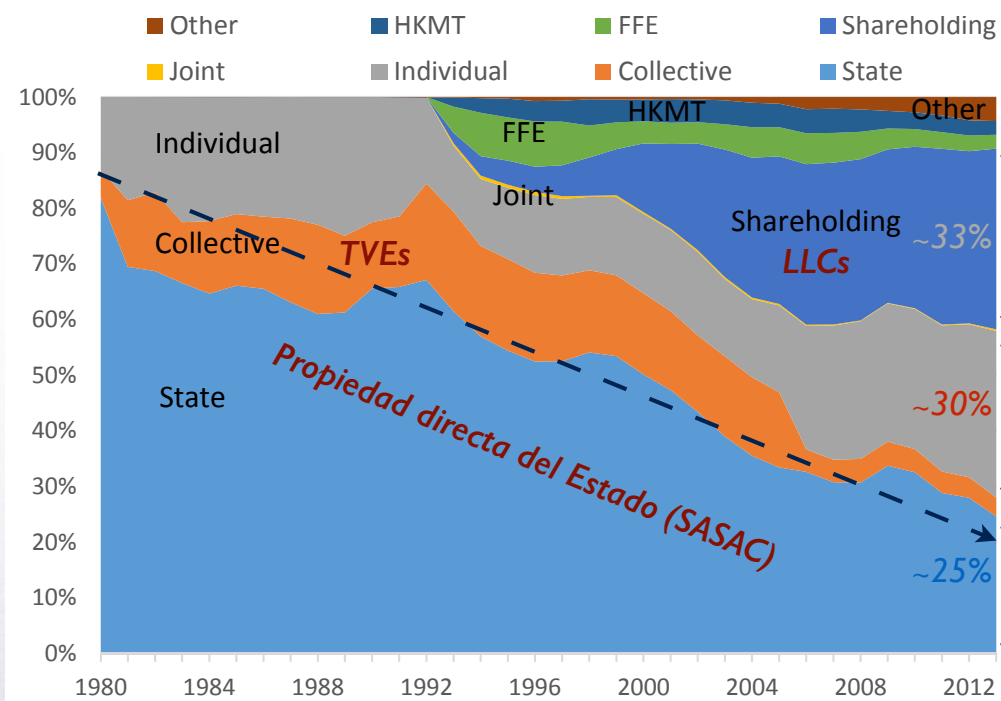 Other HKMT FFE Shareholding
Joint Individual Collective State
100%
90%
80%
70%
60%
50%
40%
30%
20%
10%
0%
Other
HKMT
FFE
Individual
Joint
Shareholding
~33%
Collective
TVEs
LLCs
State
Propiedad directa del Estado (SASAC)
~30%
~25%
1980 1984 1988 1992 1996 2000 2004 2008 2012